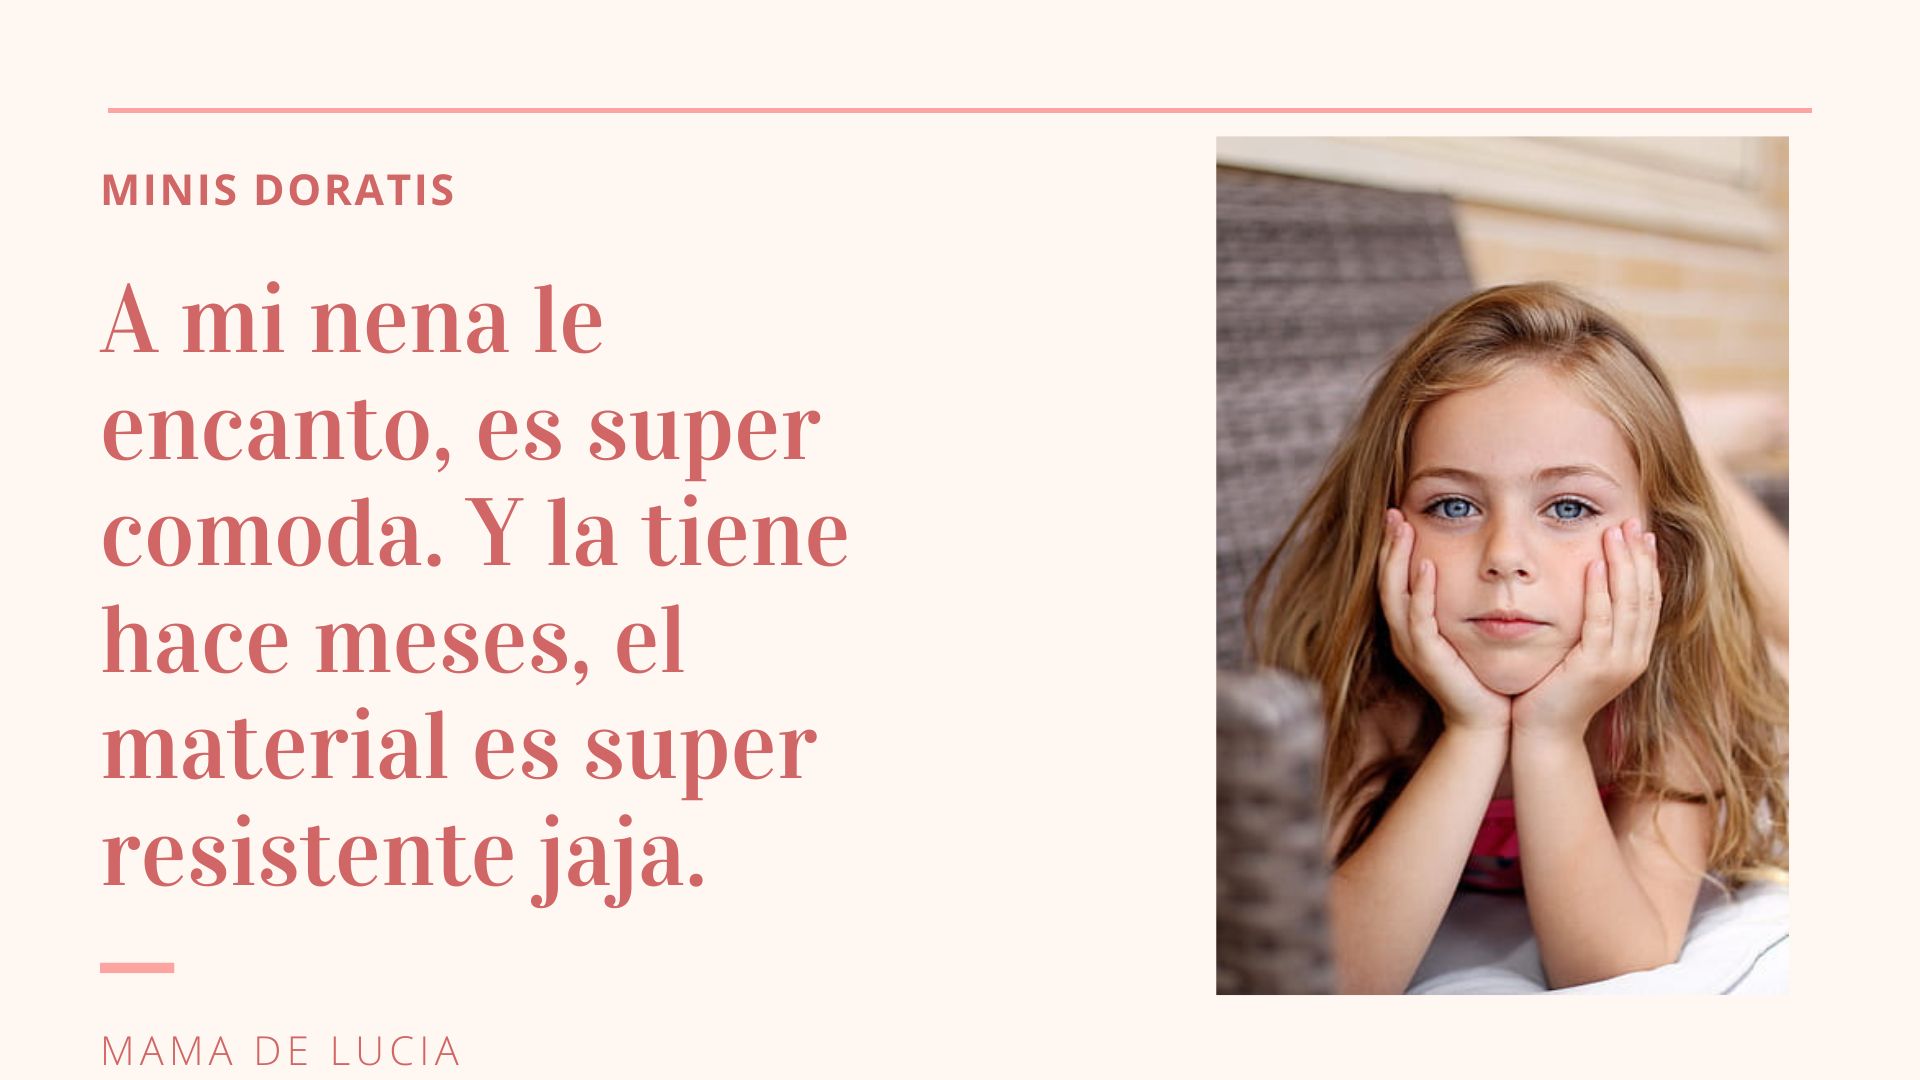 MINIS DORATIS
A mi nena le
encanto, es super
comoda. Y la tiene
hace meses, el
material es super
resistente jaja.
MAMA DE LUCIA